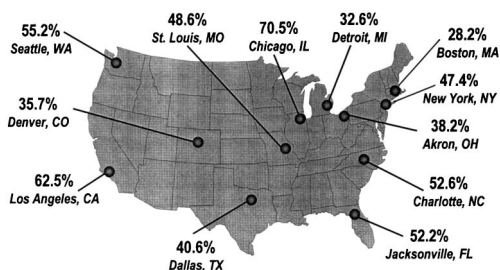 55.2%
Seattle, WA
48.6%
St. Louis, MO
70.5%
Chicago, IL
32.6%
Detroit, MI
28.2%
Boston, MA
47.4%
New York, NY
35.7%
Denver, CO
38.2%
Akron, OH
62.5%
Los Angeles, CA
52.6%
Charlotte, NC
40.6%
Dallas, TX
52.2%
Jacksonville, FL